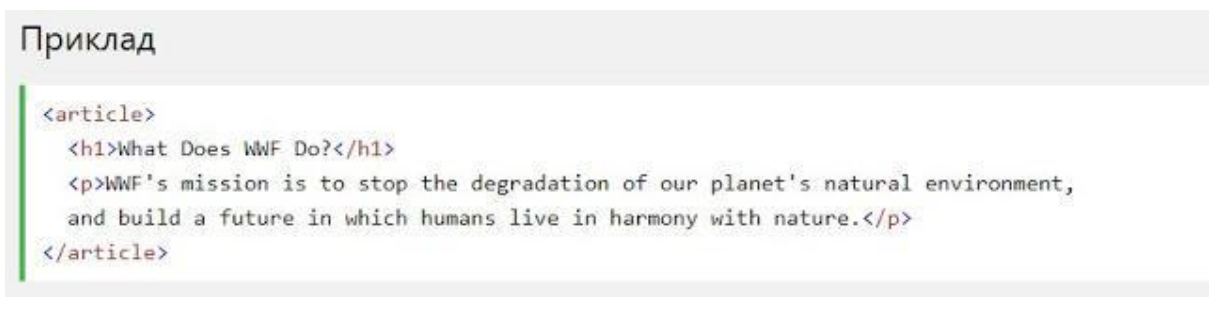 Приклад
<article>
<h1>What Does WWF Do?</h1>
<p>WWF's mission is to stop the degradation of our planet's natural environment,
and build a future in which humans live in harmony with nature.</p>
</article>